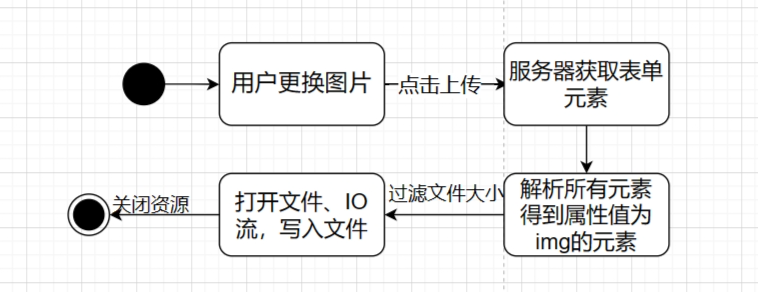 用户更换图片
点击上传
服务器获取表单
元素
解析所有元素
得到属性值为
img的元素
过滤文件大小
打开文件、IO
流，写入文件
关闭资源